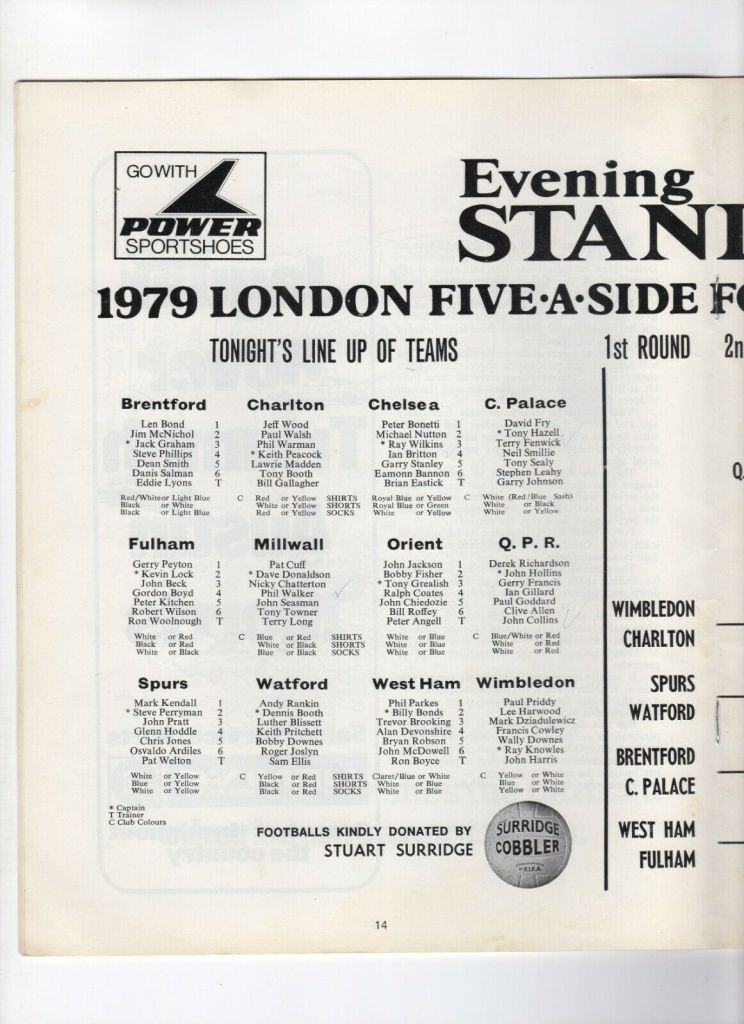 GO WITH
POWER
SPORTSHOES
Evening
STAN
1979 LONDON FIVE·A·SIDE F
TONIGHT'S LINE UP OF TEAMS
1st ROUND
Brentford
Len Bond 1
Jim McNichol 2
* Jack Graham 3
Steve Phillips 4
Dean Smith 5
Danis Salman 6
Eddie Lyons T
Red/White or Light Blue
Black or White
Black or Light Blue
Charlton
Jeff Wood
Paul Walsh
Phil Warman
* Keith Peacock
Lawrie Madden
Tony Booth
Bill Gallagher
C Red or Yellow SHIRTS
White or Yellow SHORTS
Red or Yellow SOCKS
Chelsea
Peter Bonetti 1
Michael Nutton 2
* Ray Wilkins 3
Ian Britton 4
Garry Stanley 5
Eamonn Bannon 6
Brian Eastick T
Royal Blue or Yellow
Royal Blue or Green
White or Yellow
C. Palace
David Fry
* Tony Hazell
Terry Fenwick
Neil Smillie
Tony Sealy
Stephen Leahy
Garry Johnson
C White (Red/Blue Sash)
White or Black
White or Yellow
Fulham
Gerry Peyton 1
* Kevin Lock 2
John Beck 3
Gordon Boyd 4
Peter Kitchen 5
Robert Wilson 6
Ron Woolnough T
White or Red
Black or Red
White or Black
Millwall
Pat Cuff
* Dave Donaldson
Nicky Chatterton
Phil Walker
John Seasman
Tony Towner
Terry Long
C Blue or Red SHIRTS
White or Black SHORTS
Blue or Black SOCKS
Orient
John Jackson 1
Bobby Fisher 2
* Tony Grealish 3
Ralph Coates 4
John Chiedozie 5
Bill Roffey 6
Peter Angell T
White or Blue
White or Blue
White or Blue
Q. P. R.
Derek Richardson
* John Hollins
Gerry Francis
Ian Gillard
Paul Goddard
Clive Allen
John Collins
C Blue/White or Red
White or Red
White or Red
Spurs
Mark Kendall 1
* Steve Perryman 2
John Pratt 3
Glenn Hoddle 4
Chris Jones 5
Osvaldo Ardiles 6
Pat Welton T
White or Yellow
Blue or Yellow
White or Yellow
Watford
Andy Rankin
* Dennis Booth
Luther Blissett
Keith Pritchett
Bobby Downes
Roger Joslyn
Sam Ellis
C Yellow or Red SHIRTS
Black or Red SHORTS
Black or Red SOCKS
West Ham
Phil Parkes 1
* Billy Bonds 2
Trevor Brooking 3
Alan Devonshire 4
Bryan Robson 5
John McDowell 6
Ron Boyce T
Claret/Blue or White
White or Blue
White or Blue
Wimbledon
Paul Priddy
Lee Harwood
Mark Dziadulewicz
Francis Cowley
Wally Downes
* Ray Knowles
John Harris
C Yellow or White
Blue or White
Yellow or White
* Captain
T Trainer
C Club Colours
FOOTBALLS KINDLY DONATED BY
STUART SURRIDGE
SURRIDGE
COBBLER
2n
Q.
WIMBLEDON
CHARLTON
SPURS
WATFORD
BRENTFORD
C. PALACE
WEST HAM
FULHAM
14